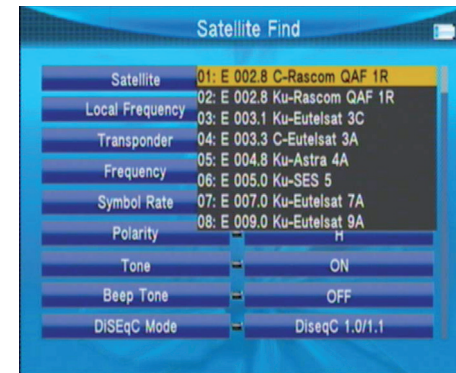 Satellite Find
Satellite
Local Frequency
Transponder
Frequency
Symbol Rate
01: E 002.8 C-Rascom QAF 1R
02: E 002.8 Ku-Rascom QAF 1R
03: E 003.1 Ku-Eutelsat 3C
04: E 003.3 C-Eutelsat 3A
05: E 004.8 Ku-Astra 4A
06: E 005.0 Ku-SES 5
07: E 007.0 Ku-Eutelsat 7A
08: E 009.0 Ku-Eutelsat 9A
Polarity H
Tone ON
Beep Tone OFF
DiSEqC Mode DiseqC 1.0/1.1